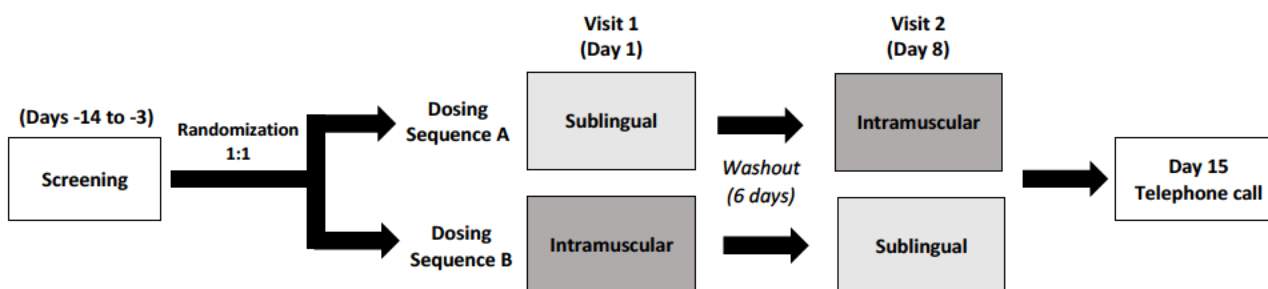 (Days -14 to -3)
Screening
Randomization
1:1
Dosing
Sequence A
Dosing
Sequence B
Visit 1
(Day 1)
Sublingual
Intramuscular
Washout
(6 days)
Visit 2
(Day 8)
Intramuscular
Sublingual
Day 15
Telephone call